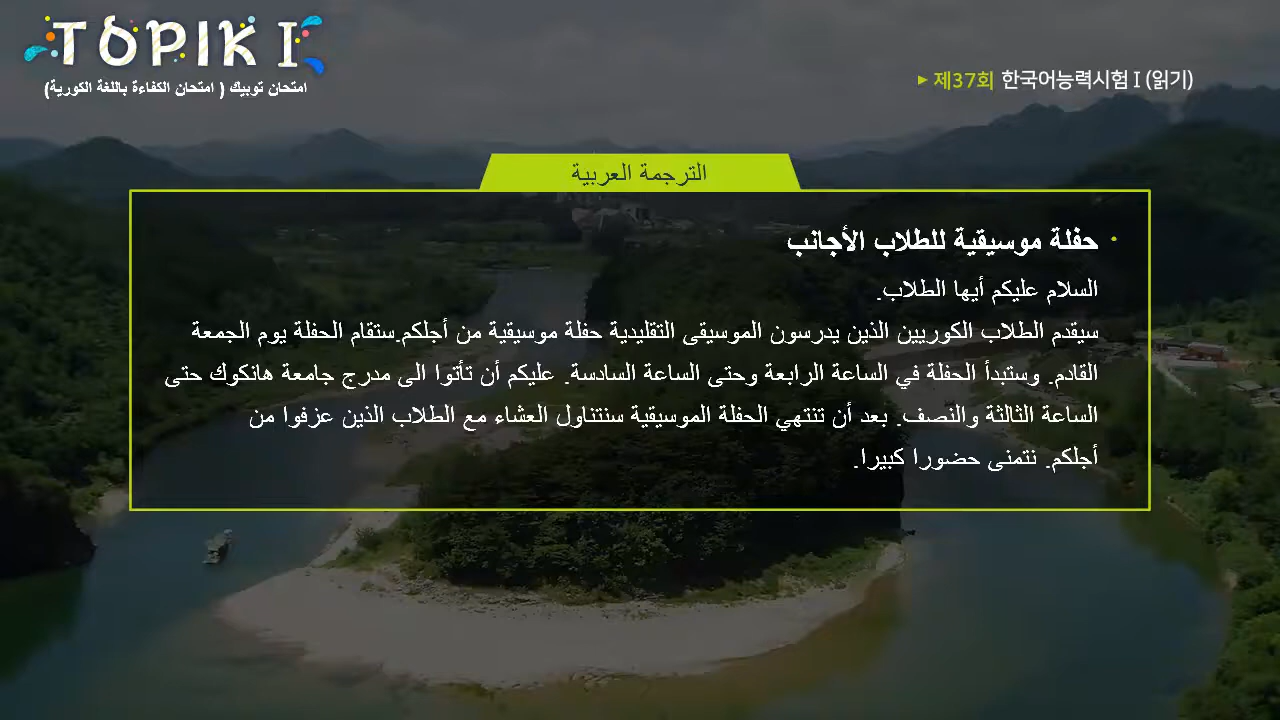 TOPIK I
امتحان توبيك ( امتحان الكفاءة باللغة الكورية)
▸ 제37회 한국어능력시험 I (읽기)
الترجمة العربية
• حفلة موسيقية للطلاب الأجانب
السلام عليكم أيها الطلاب.
سيقدم الطلاب الكوريين الذين يدرسون الموسيقى التقليدية حفلة موسيقية من أجلكم.ستقام الحفلة يوم الجمعة
القادم. وستبدأ الحفلة في الساعة الرابعة وحتى الساعة السادسة. عليكم أن تأتوا الى مدرج جامعة هانكوك حتى
الساعة الثالثة والنصف. بعد أن تنتهي الحفلة الموسيقية سنتناول العشاء مع الطلاب الذين عزفوا من
أجلكم. نتمنى حضورا كبيرا.